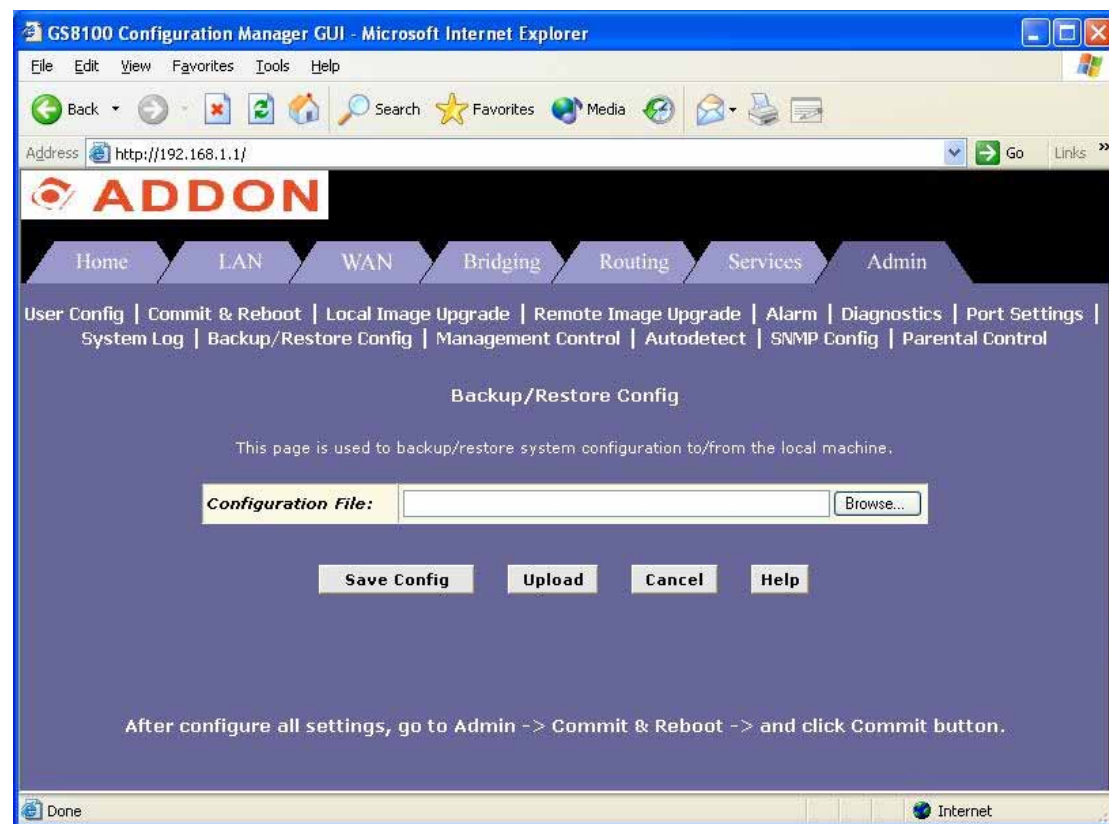 GS8100 Configuration Manager GUI - Microsoft Internet Explorer
File Edit View Favorites Tools Help
Back Search Favorites Media
Address http://192.168.1.1/ Go Links »
ADDON
Home LAN WAN Bridging Routing Services Admin
User Config | Commit & Reboot | Local Image Upgrade | Remote Image Upgrade | Alarm | Diagnostics | Port Settings |
System Log | Backup/Restore Config | Management Control | Autodetect | SNMP Config | Parental Control
Backup/Restore Config
This page is used to backup/restore system configuration to/from the local machine.
Configuration File: Browse...
Save Config Upload Cancel Help
After configure all settings, go to Admin -> Commit & Reboot -> and click Commit button.
Done Internet